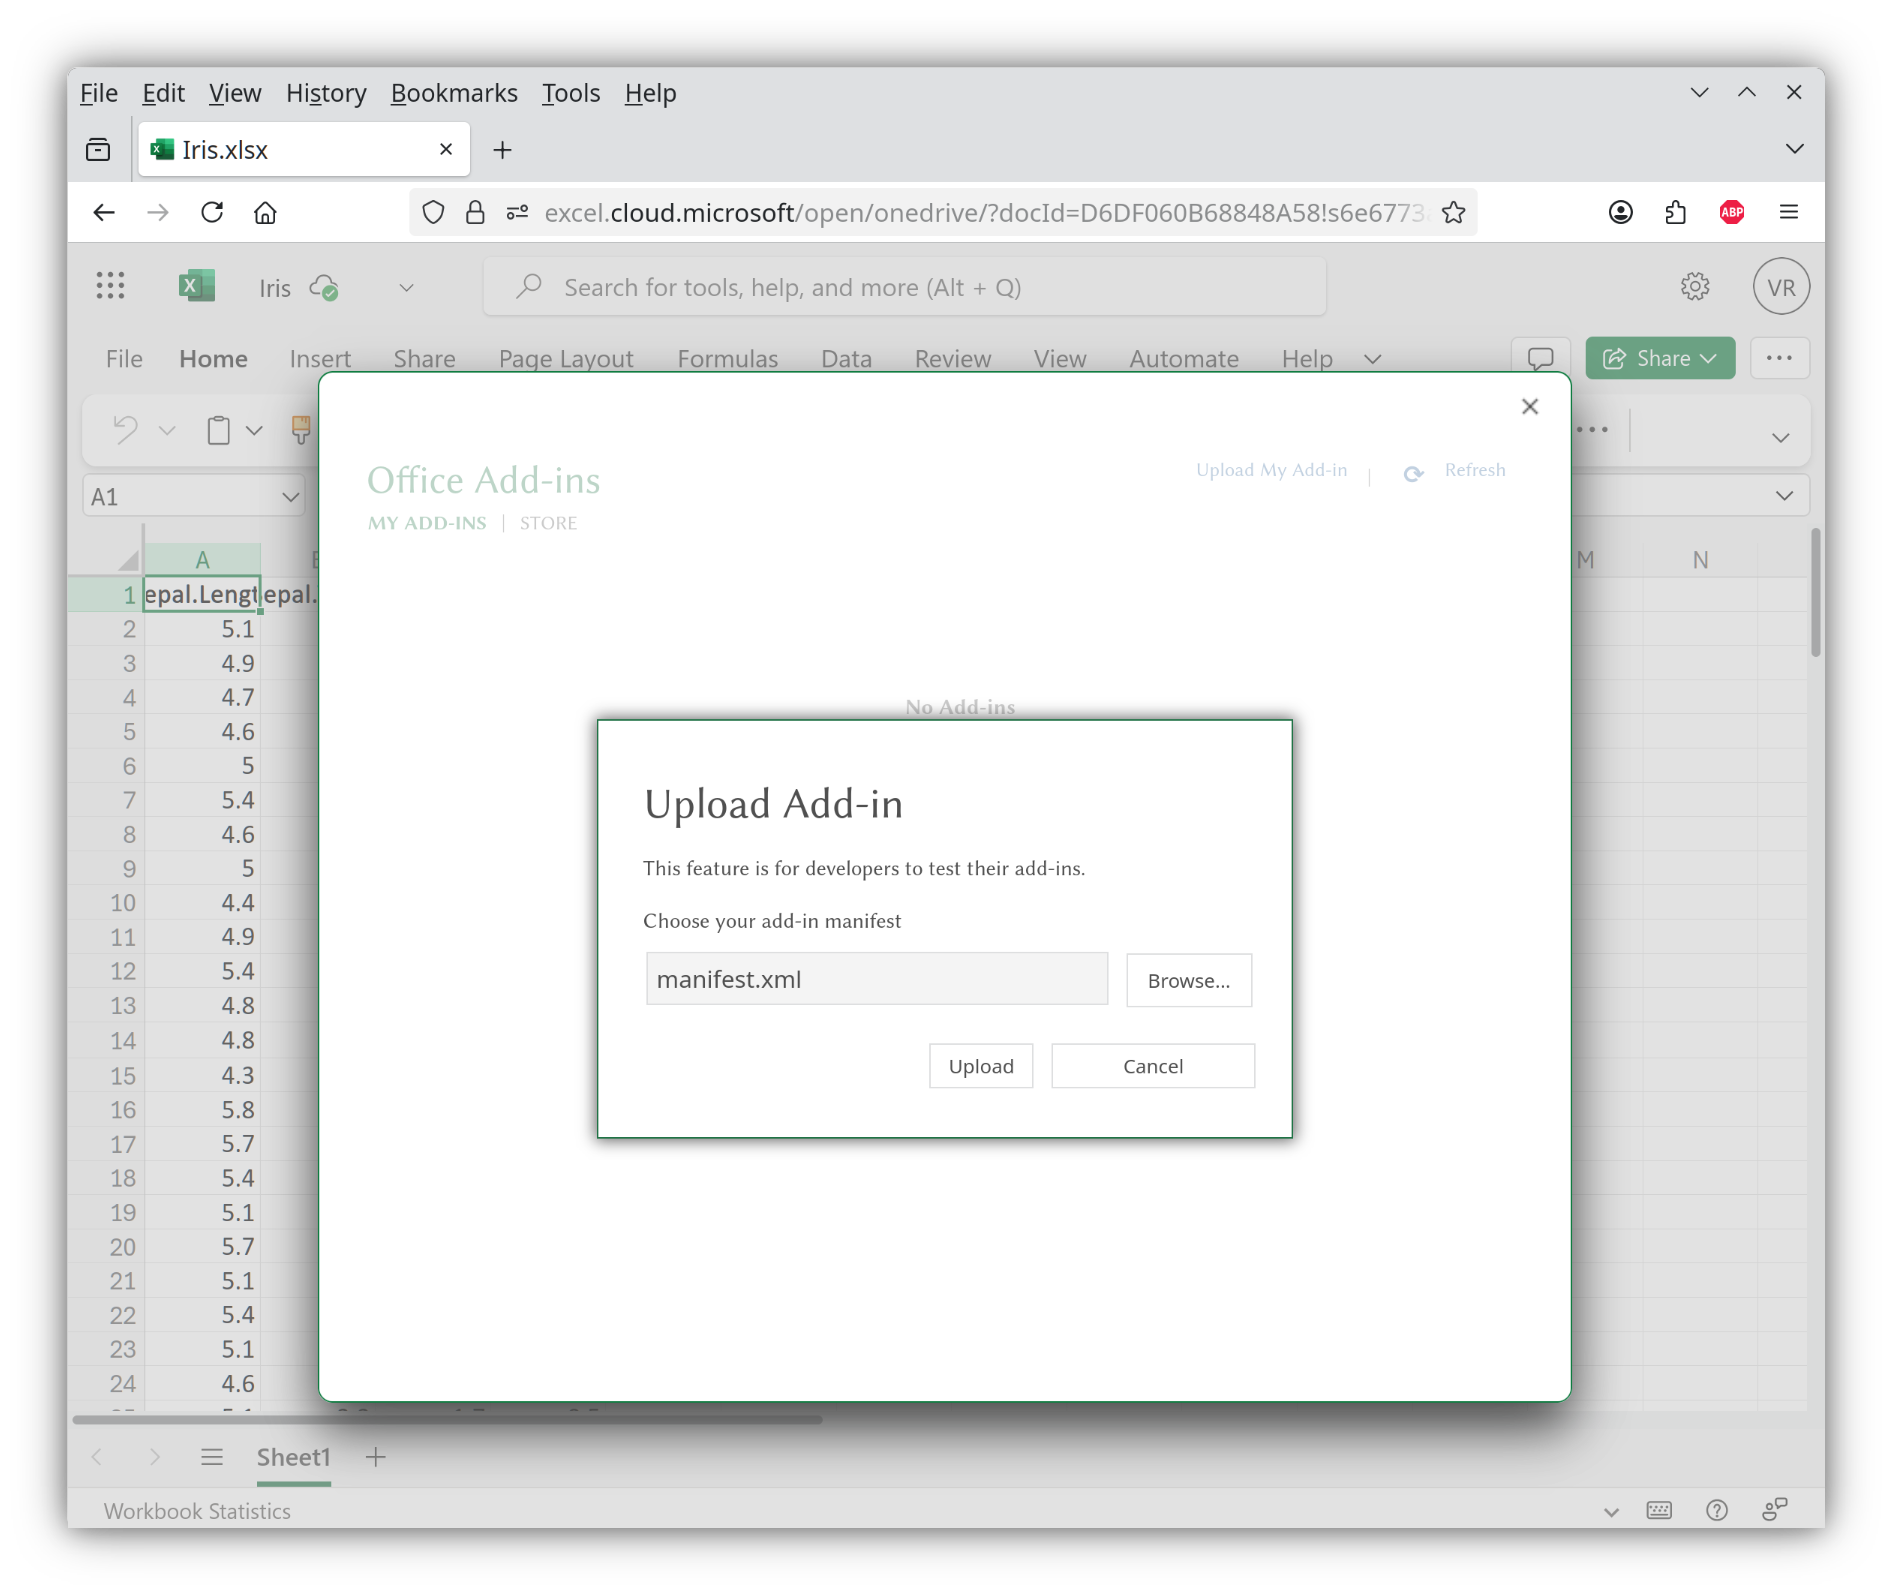 File Edit View History Bookmarks Tools Help
Iris.xlsx
excel.cloud.microsoft/open/onedrive/?docId=D6DF060B68848A58!s6e6773
ABP
Iris
Search for tools, help, and more (Alt + Q)
VR
File Home Insert Share Page Layout Formulas Data Review View Automate Help
Share
Office Add-ins
Upload My Add-in | Refresh
A1
MY ADD-INS | STORE
A M N
1 epal.Lengt epal.
2 5.1
3 4.9
4 4.7
No Add-ins
5 4.6
6 5
7 5.4
8 4.6
9 5
10 4.4
11 4.9
12 5.4
13 4.8
14 4.8
15 4.3
16 5.8
17 5.7
18 5.4
19 5.1
20 5.7
21 5.1
22 5.4
23 5.1
24 4.6
Upload Add-in
This feature is for developers to test their add-ins.
Choose your add-in manifest
manifest.xml
Browse...
Upload
Cancel
Sheet1
Workbook Statistics